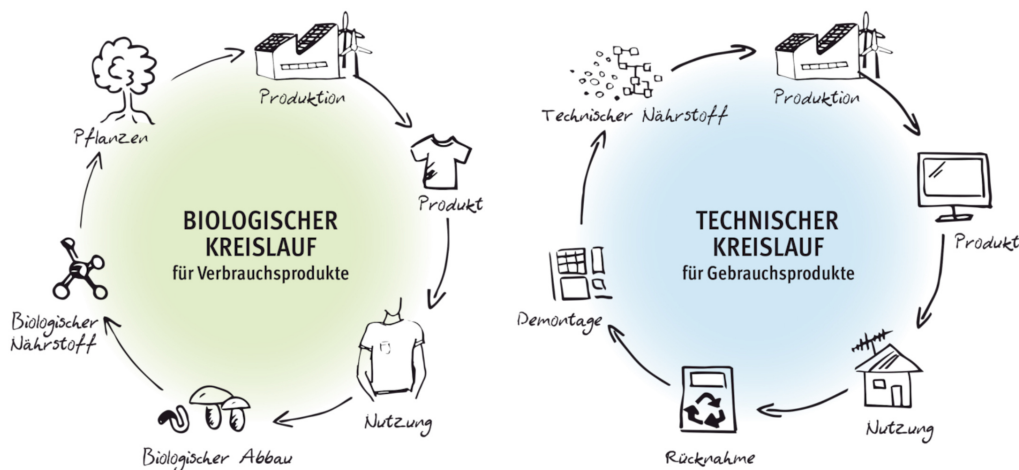 Produktion
Pflanzen
Produkt
BIOLOGISCHER
KREISLAUF
für Verbrauchsprodukte
Biologischer
Nährstoff
Nutzung
Biologischer Abbau
Produktion
Technischer Nährstoff
Produkt
TECHNISCHER
KREISLAUF
für Gebrauchsprodukte
Demontage
Nutzung
Rücknahme